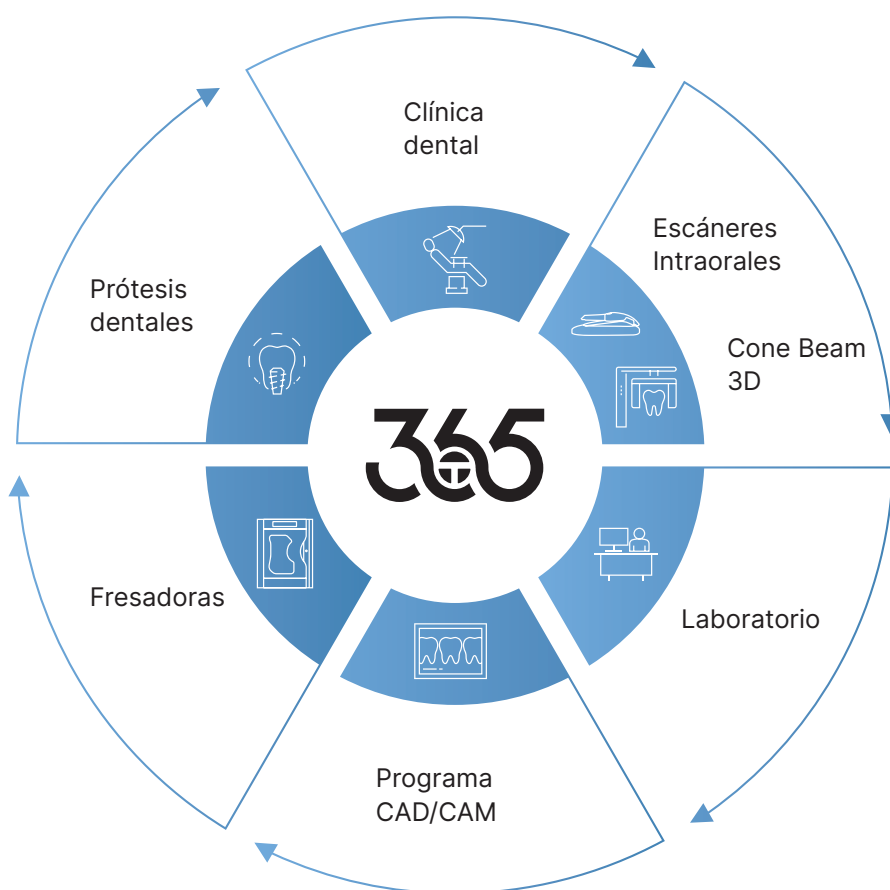 Clínica
dental
Escáneres
Intraorales
Cone Beam
3D
Laboratorio
Programa
CAD/CAM
Fresadoras
Prótesis
dentales
365